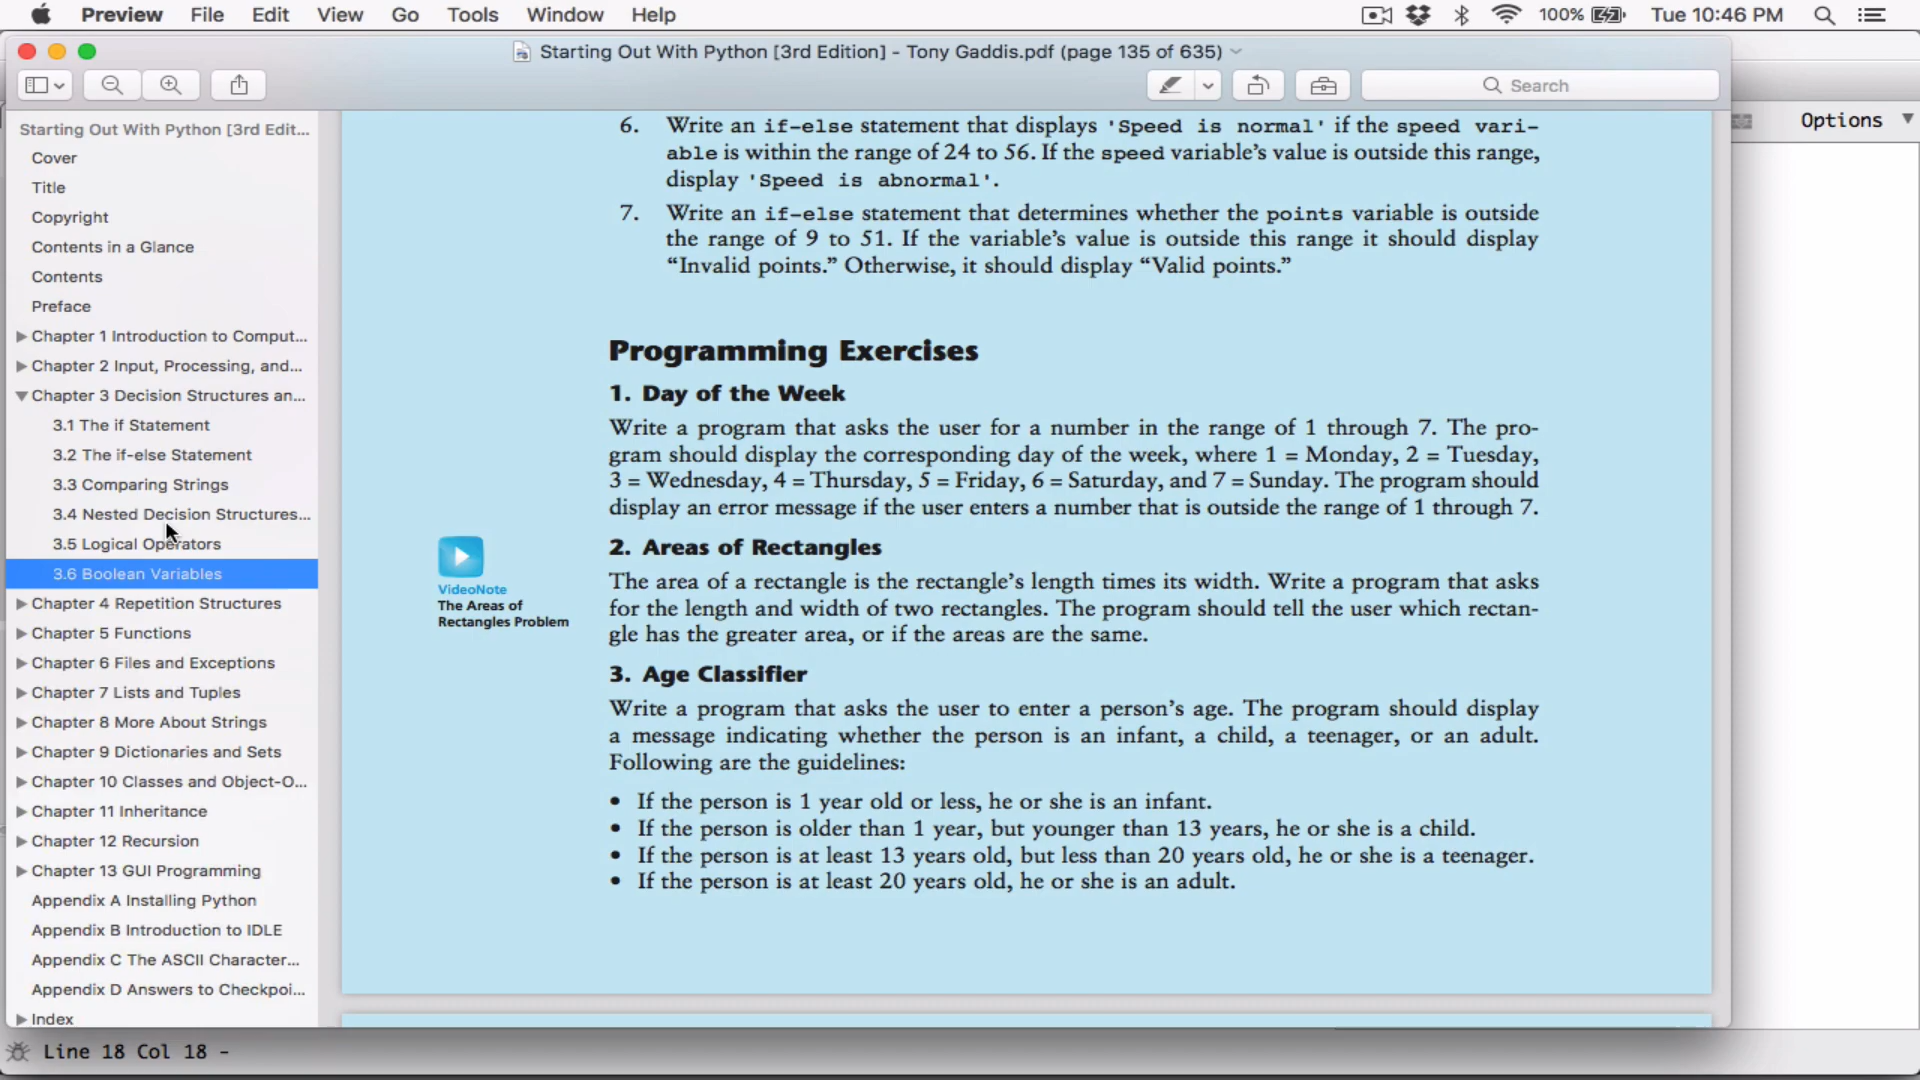 Preview File Edit View Go Tools Window Help 100% Tue 10:46 PM
Starting Out With Python [3rd Edition] - Tony Gaddis.pdf (page 135 of 635)
Search
Options
Starting Out With Python [3rd Edit...
Cover
Title
Copyright
Contents in a Glance
Contents
Preface
Chapter 1 Introduction to Comput...
Chapter 2 Input, Processing, and...
Chapter 3 Decision Structures an...
3.1 The if Statement
3.2 The if-else Statement
3.3 Comparing Strings
3.4 Nested Decision Structures...
3.5 Logical Operators
3.6 Boolean Variables
Chapter 4 Repetition Structures
Chapter 5 Functions
Chapter 6 Files and Exceptions
Chapter 7 Lists and Tuples
Chapter 8 More About Strings
Chapter 9 Dictionaries and Sets
Chapter 10 Classes and Object-O...
Chapter 11 Inheritance
Chapter 12 Recursion
Chapter 13 GUI Programming
Appendix A Installing Python
Appendix B Introduction to IDLE
Appendix C The ASCII Character...
Appendix D Answers to Checkpoi...
Index
6. Write an if-else statement that displays 'Speed is normal' if the speed vari-
able is within the range of 24 to 56. If the speed variable's value is outside this range,
display 'Speed is abnormal'.
7. Write an if-else statement that determines whether the points variable is outside
the range of 9 to 51. If the variable's value is outside this range it should display
“Invalid points.” Otherwise, it should display “Valid points.”
Programming Exercises
1. Day of the Week
Write a program that asks the user for a number in the range of 1 through 7. The pro-
gram should display the corresponding day of the week, where 1 = Monday, 2 = Tuesday,
3 = Wednesday, 4 = Thursday, 5 = Friday, 6 = Saturday, and 7 = Sunday. The program should
display an error message if the user enters a number that is outside the range of 1 through 7.
VideoNote
The Areas of
Rectangles Problem
2. Areas of Rectangles
The area of a rectangle is the rectangle's length times its width. Write a program that asks
for the length and width of two rectangles. The program should tell the user which rectan-
gle has the greater area, or if the areas are the same.
3. Age Classifier
Write a program that asks the user to enter a person's age. The program should display
a message indicating whether the person is an infant, a child, a teenager, or an adult.
Following are the guidelines:
• If the person is 1 year old or less, he or she is an infant.
• If the person is older than 1 year, but younger than 13 years, he or she is a child.
• If the person is at least 13 years old, but less than 20 years old, he or she is a teenager.
• If the person is at least 20 years old, he or she is an adult.
Line 18 Col 18 -